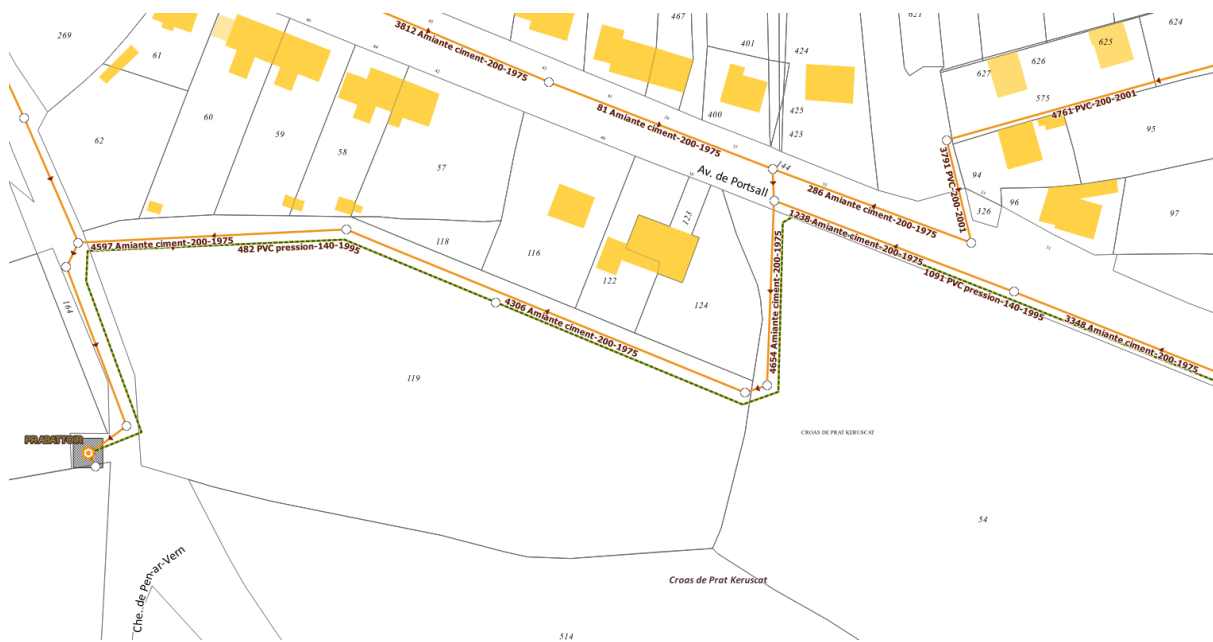 621
624
467
269
3812 Amiante ciment-200-1975
401
424
625
61
627
626
575
4761 PVC-200-2001
60
81 Amiante ciment-200-1975
400
425
59
423
95
62
58
144
3791 PVC-200-2001
57
Av. de Portsall
94
286 Amiante ciment-200-1975
96
326
97
123
1238 Amiante ciment-200-1975
118
4597 Amiante ciment-200-1975
482 PVC pression-140-1995
116
122
1091 PVC pression-140-1995
4654 Amiante ciment-200-1975
164
124
4306 Amiante ciment-200-1975
3348 Amiante ciment-200-1975
119
CROAS DE PRAT KERUSCAT
PRABATTOIR
54
Che. de Pen-ar-Vern
Croas de Prat Keruscat
514